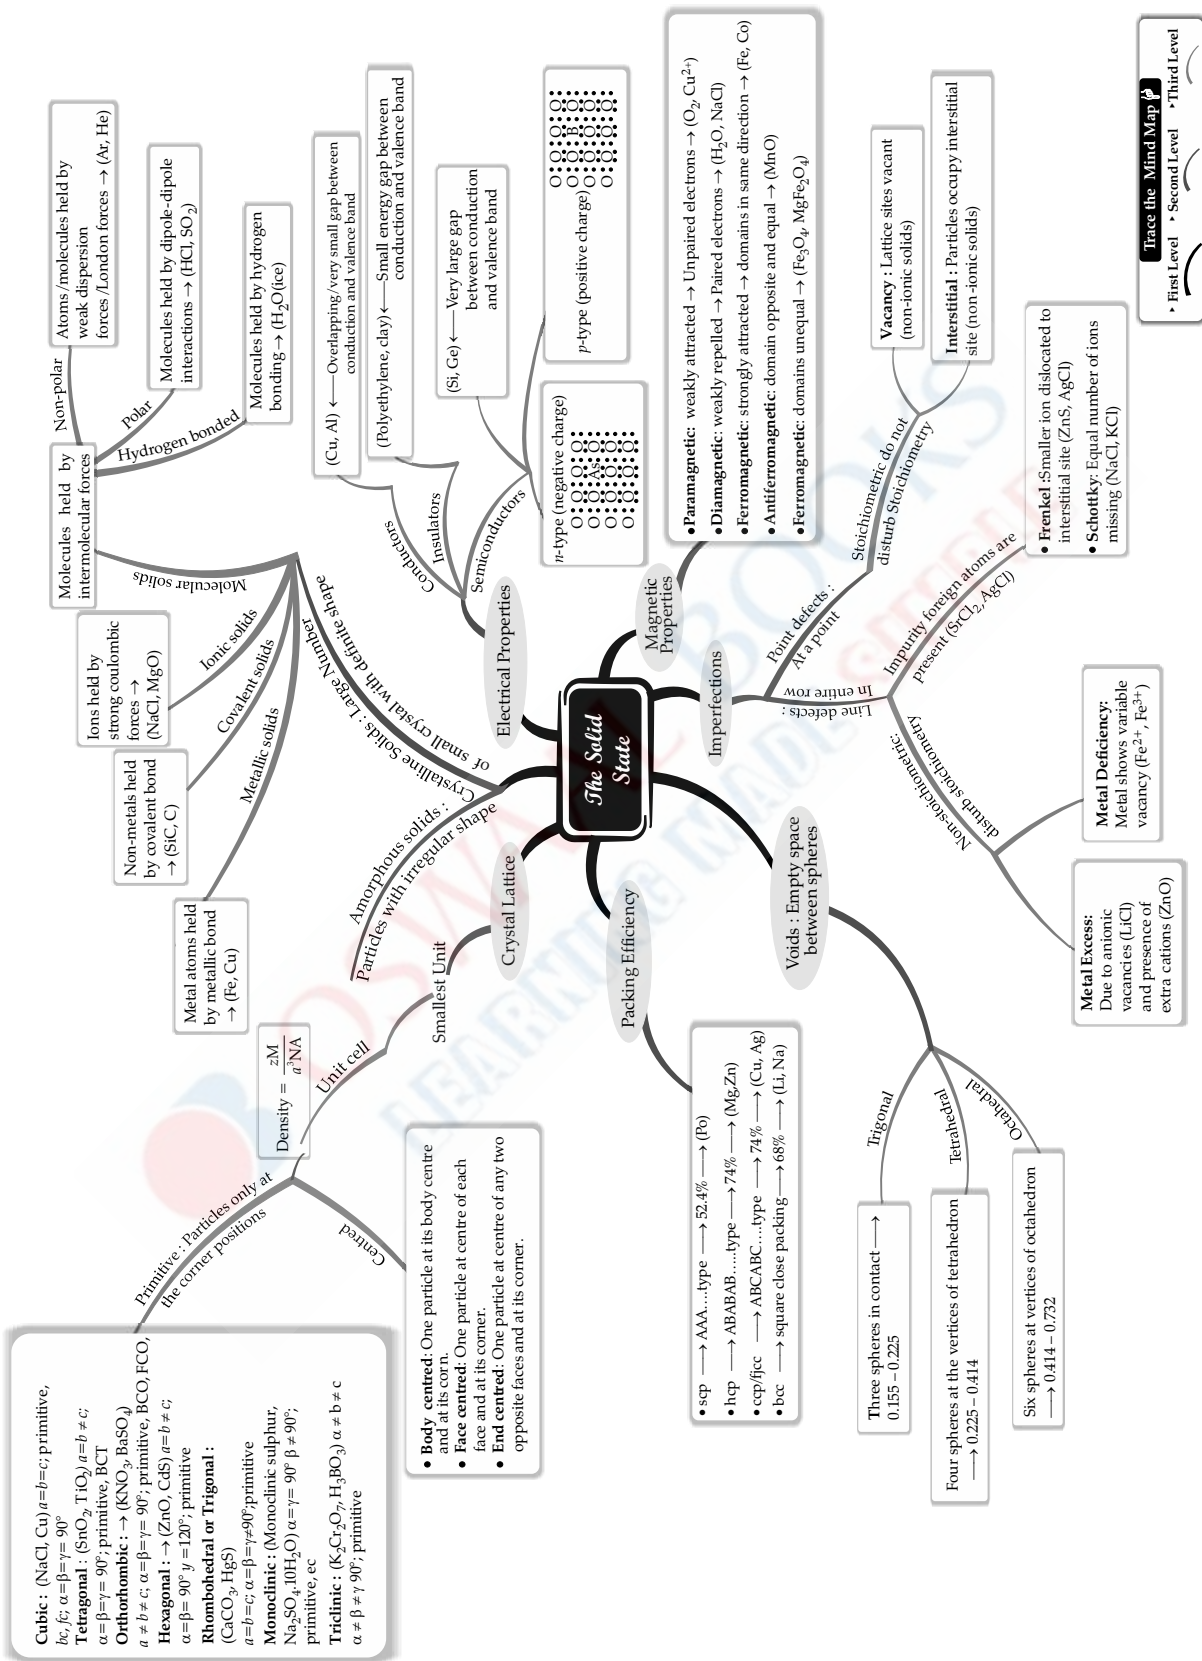 The Solid
State
Crystal Lattice
Smallest Unit
Unit cell
Density = zM / a³NA
Primitive : Particles only at
the corner positions
Cubic : (NaCl, Cu) a=b=c; primitive,
bc, fc; α=β=γ= 90°
Tetragonal : (SnO2, TiO2) a=b ≠ c;
α=β=γ= 90°; primitive, BCT
Orthorhombic : → (KNO3, BaSO4)
a ≠ b ≠ c; α=β=γ= 90°; primitive, BCO, FCO,
Hexagonal : → (ZnO, CdS) a=b ≠ c;
α=β= 90° y =120°; primitive
Rhombohedral or Trigonal :
(CaCO3, HgS)
a=b=c; α=β=γ≠90°;primitive
Monoclinic : (Monoclinic sulphur,
Na2SO4.10H2O) α=γ= 90° β ≠ 90°;
primitive, ec
Triclinic : (K2Cr2O7, H3BO3) α ≠ b ≠ c
α ≠ β ≠ γ 90°; primitive
Centred
• Body centred: One particle at its body centre
and at its corn.
• Face centred: One particle at centre of each
face and at its corner.
• End centred: One particle at centre of any two
opposite faces and at its corner.
Amorphous solids :
Particles with irregular shape
Crystalline Solids : Large Number
of small crystal with definite shape
Metallic solids
Metal atoms held
by metallic bond
→ (Fe, Cu)
Covalent solids
Non-metals held
by covalent bond
→ (SiC, C)
Ionic solids
Ions held by
strong coulombic
forces →
(NaCl, MgO)
Molecular solids
Molecules held by
intermolecular forces
Non-polar
Atoms/molecules held by
weak dispersion
forces/London forces → (Ar, He)
Polar
Molecules held by dipole-dipole
interactions → (HCl, SO2)
Hydrogen bonded
Molecules held by hydrogen
bonding → (H2O(ice)
Electrical Properties
Conductors
(Cu, Al) ← Overlapping/very small gap between
conduction and valence band
Insulators
(Polyethylene, clay) ← Small energy gap between
conduction and valence band
Semiconductors
(Si, Ge) ← Very large gap
between conduction
and valence band
n-type (negative charge)
As
p-type (positive charge)
B
Magnetic
Properties
•Paramagnetic: weakly attracted → Unpaired electrons → (O2, Cu2+)
•Diamagnetic: weakly repelled → Paired electrons → (H2O, NaCl)
•Ferromagnetic: strongly attracted → domains in same direction → (Fe, Co)
•Antiferromagnetic: domain opposite and equal → (MnO)
•Ferromagnetic: domains unequal → (Fe3O4, MgFe2O4)
Imperfections
Point defects :
At a point
Stoichiometric do not
disturb Stoichiometry
Vacancy : Lattice sites vacant
(non-ionic solids)
Interstitial : Particles occupy interstitial
site (non-ionic solids)
Line defects :
In entire row
Impurity foreign atoms are
present (SrCl2, AgCl)
• Frenkel :Smaller ion dislocated to
interstitial site (ZnS, AgCl)
• Schottky: Equal number of ions
missing (NaCl, KCl)
Non-stoichiometric:
disturb stoichiometry
Metal Deficiency:
Metal shows variable
vacancy (Fe2+, Fe3+)
Metal Excess:
Due to anionic
vacancies (LiCl)
and presence of
extra cations (ZnO)
Voids : Empty space
between spheres
Trigonal
Three spheres in contact →
0.155 – 0.225
Tetrahedral
Four spheres at the vertices of tetrahedron
→ 0.225 – 0.414
Octahedral
Six spheres at vertices of octahedron
→ 0.414 – 0.732
Packing Efficiency
• scp → AAA....type → 52.4% → (Po)
• hcp → ABABAB.....type → 74% → (Mg,Zn)
• ccp/fjcc → ABCABC....type → 74% → (Cu, Ag)
• bcc → square close packing → 68% → (Li, Na)
Trace the Mind Map
First Level Second Level Third Level
OSWAAL BOOKS
LEARNING MADE SIMPLE